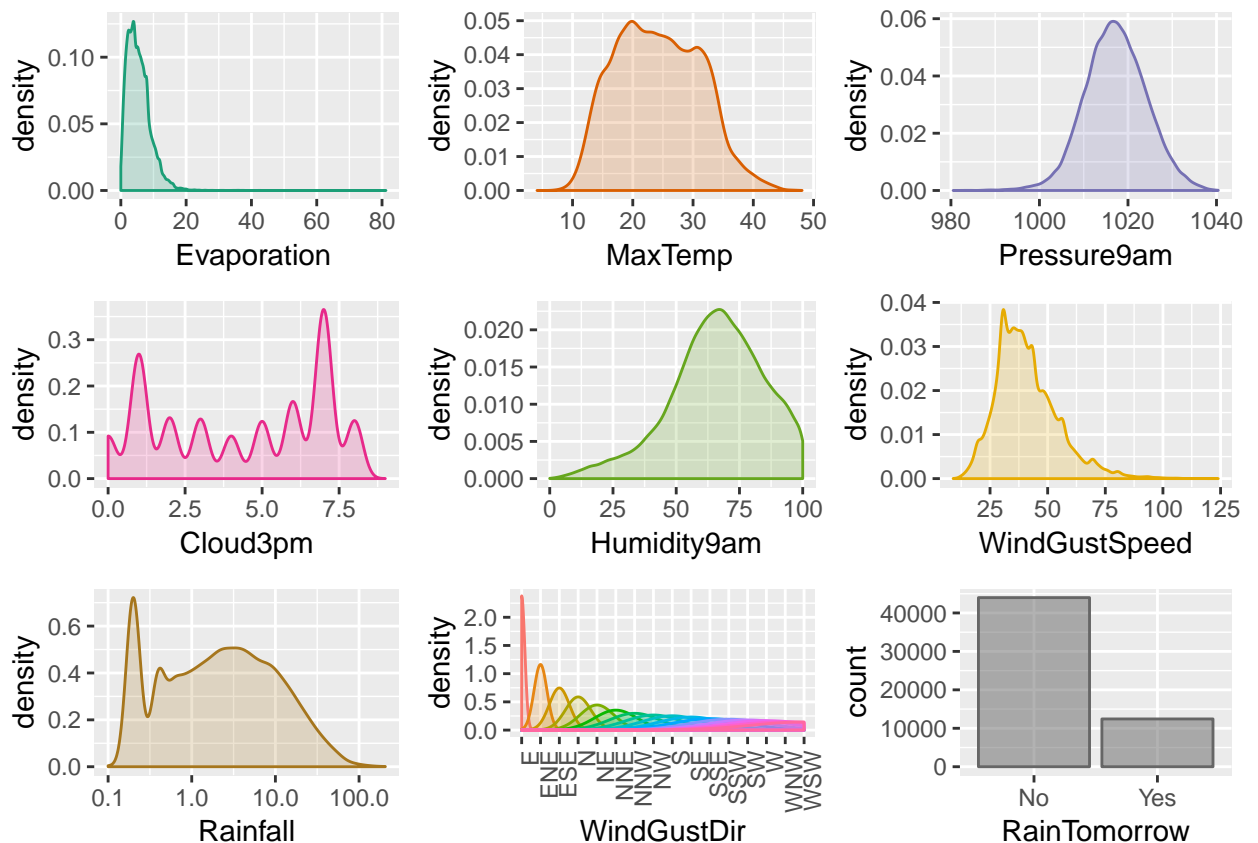 density
0.10
0.05
0.00
0 20 40 60 80
Evaporation
density
0.05
0.04
0.03
0.02
0.01
0.00
10 20 30 40 50
MaxTemp
density
0.06
0.04
0.02
0.00
980 1000 1020 1040
Pressure9am
density
0.3
0.2
0.1
0.0
0.0 2.5 5.0 7.5
Cloud3pm
density
0.020
0.015
0.010
0.005
0.000
0 25 50 75 100
Humidity9am
density
0.04
0.03
0.02
0.01
0.00
25 50 75 100 125
WindGustSpeed
density
0.6
0.4
0.2
0.0
0.1 1.0 10.0 100.0
Rainfall
density
2.0
1.5
1.0
0.5
0.0
E ENE ESE N NE NNE NNW NW S SE SSE SSW SW W WNW WSW
WindGustDir
count
40000
30000
20000
10000
0
No Yes
RainTomorrow